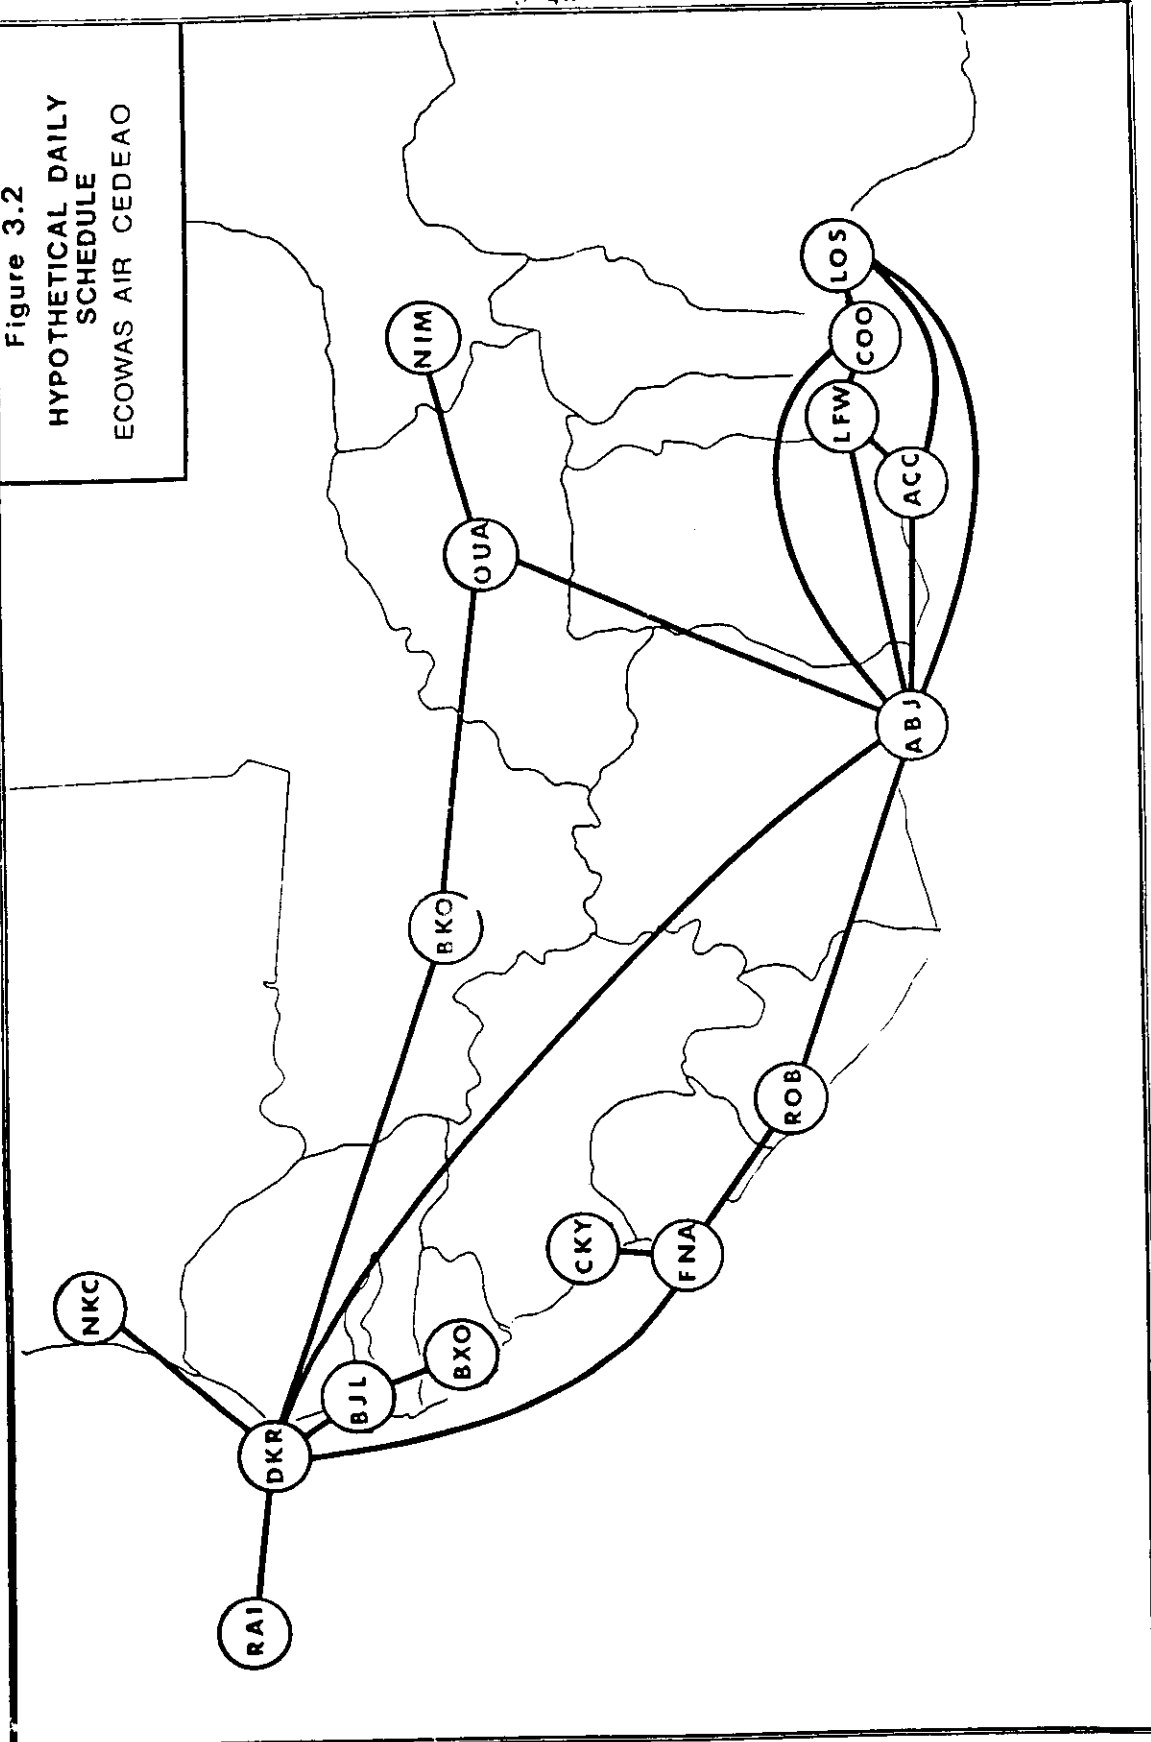 Figure 3.2
HYPOTHETICAL DAILY
SCHEDULE
ECOWAS AIR CEDEAO
NKC
RAI
DKR
BJL
BXO
BKO
OUA
NIM
CKY
FNA
ROB
ABJ
ACC
LFW
COO
LOS